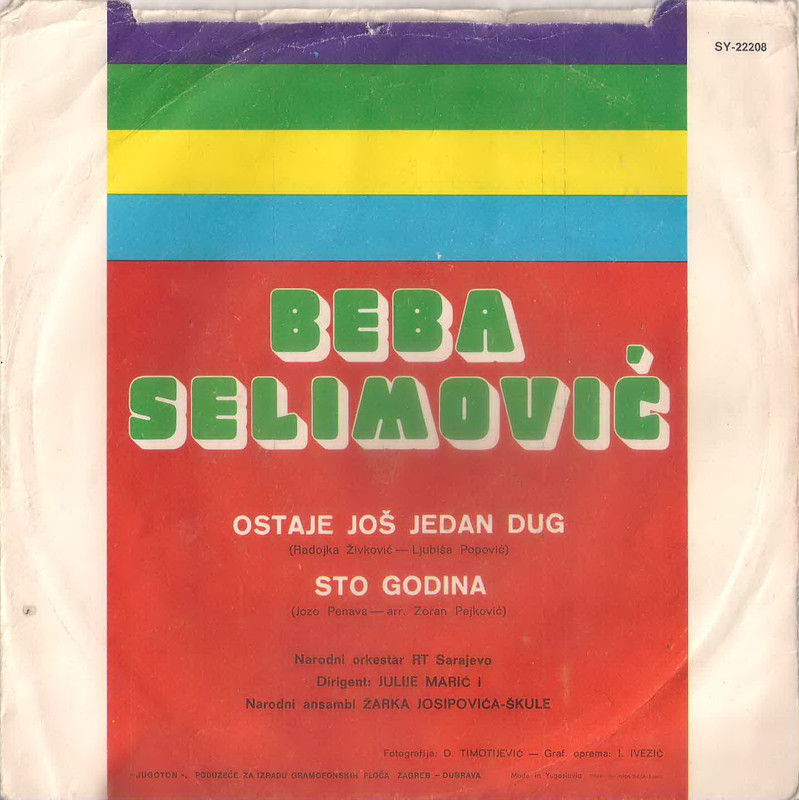 SY-22208
BEBA
SELIMOVIĆ
OSTAJE JOŠ JEDAN DUG
(Radojka Živković — Ljubiša Popović)
STO GODINA
(Jozo Penava — arr. Zoran Pejković)
Narodni orkestar RT Sarajevo
Dirigent: JULIJE MARIĆ i
Narodni ansambl ŽARKA JOSIPOVIĆA-ŠKULE
Fotografija: D. TIMOTIJEVIĆ — Graf. oprema: I. IVEZIĆ
»JUGOTON«, PODUZEĆE ZA IZRADU GRAMOFONSKIH PLOČA ZAGREB – DUBRAVA Made in Yugoslavia